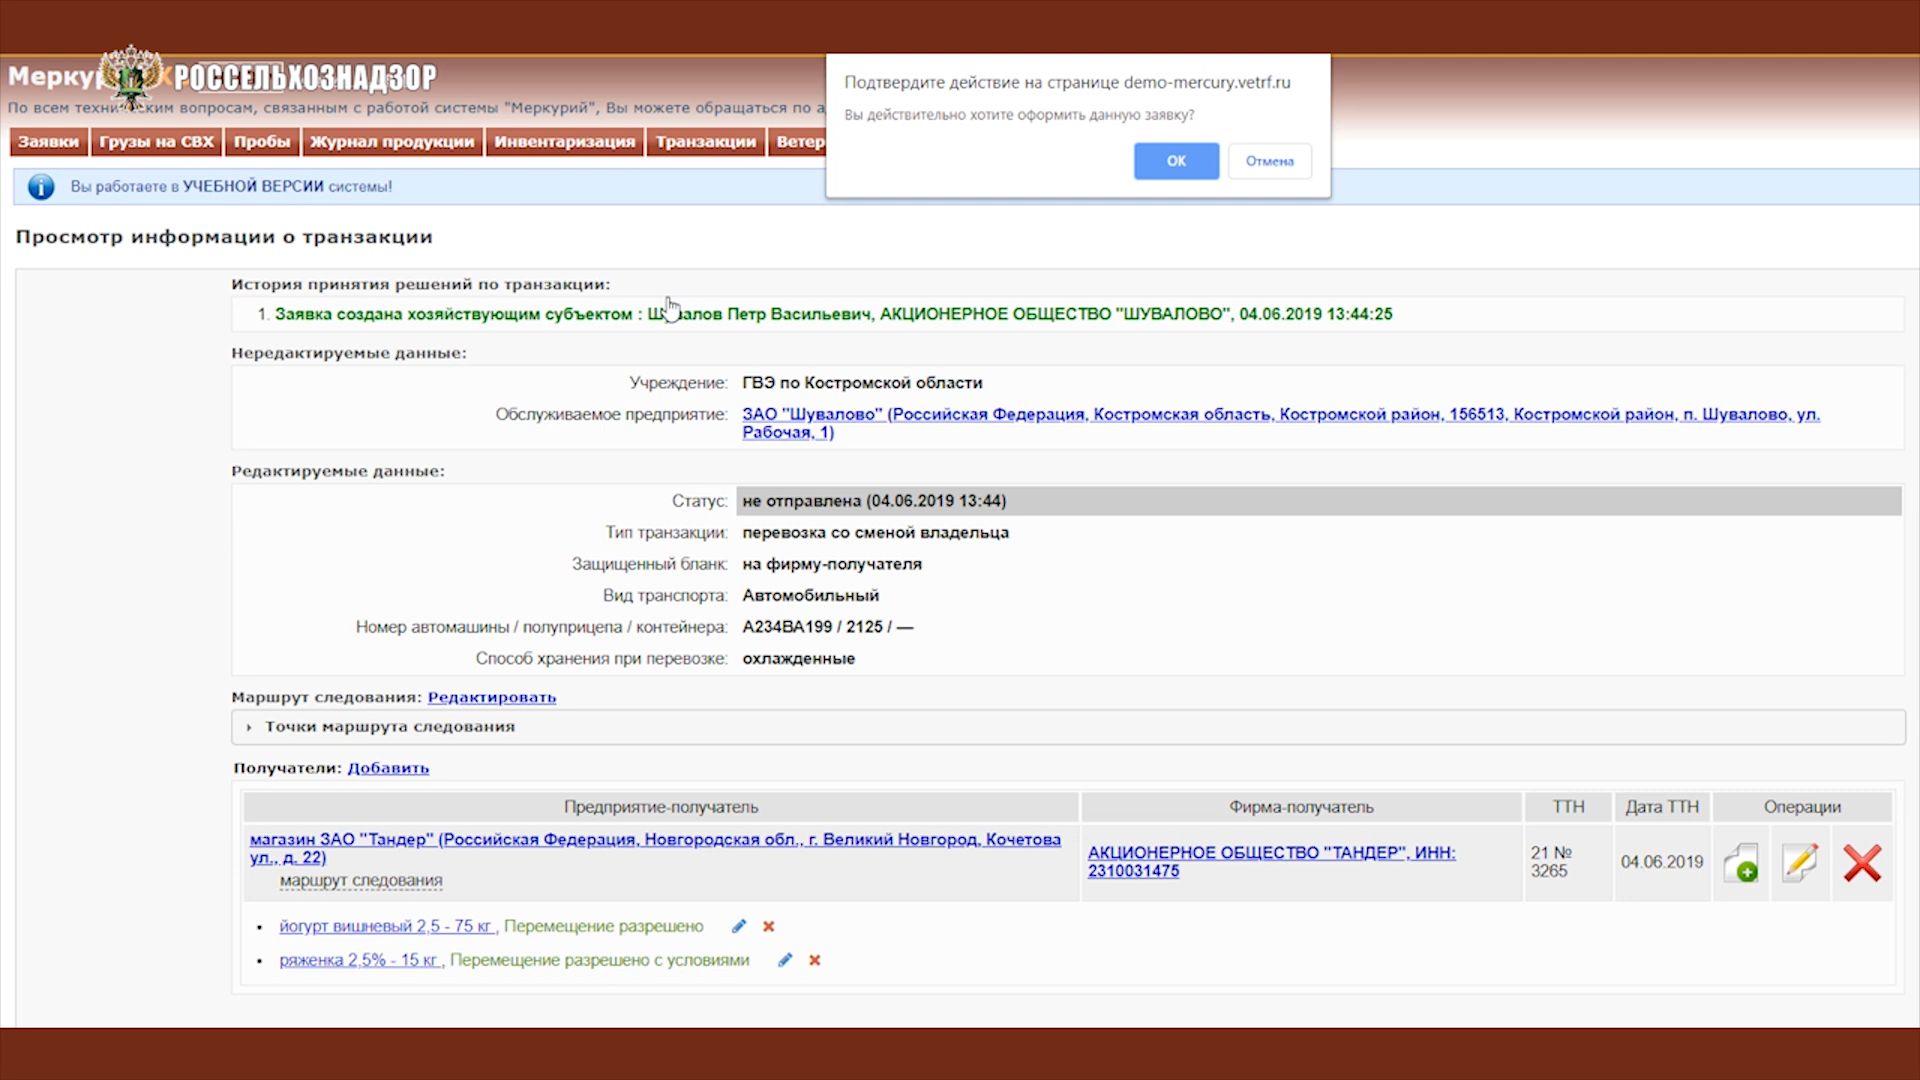 Меркур
РОССЕЛЬХОЗНАДЗОР
По всем техническим вопросам, связанным с работой системы "Меркурий", Вы можете обращаться по а
Подтвердите действие на странице demo-mercury.vetrf.ru
Вы действительно хотите оформить данную заявку?
ОК
Отмена
Заявки
Грузы на СВХ
Пробы
Журнал продукции
Инвентаризация
Транзакции
Ветер
Вы работаете в УЧЕБНОЙ ВЕРСИИ системы!
Просмотр информации о транзакции
История принятия решений по транзакции:
1. Заявка создана хозяйствующим субъектом : Шувалов Петр Васильевич, АКЦИОНЕРНОЕ ОБЩЕСТВО "ШУВАЛОВО", 04.06.2019 13:44:25
Нередактируемые данные:
Учреждение: ГВЭ по Костромской области
Обслуживаемое предприятие: ЗАО "Шувалово" (Российская Федерация, Костромская область, Костромской район, 156513, Костромской район, п. Шувалово, ул.
Рабочая, 1)
Редактируемые данные:
Статус: не отправлена (04.06.2019 13:44)
Тип транзакции: перевозка со сменой владельца
Защищенный бланк: на фирму-получателя
Вид транспорта: Автомобильный
Номер автомашины / полуприцепа / контейнера: А234ВА199 / 2125 / —
Способ хранения при перевозке: охлажденные
Маршрут следования: Редактировать
Точки маршрута следования
Получатели: Добавить
Предприятие-получатель
Фирма-получатель
ТТН
Дата ТТН
Операции
магазин ЗАО "Тандер" (Российская Федерация, Новгородская обл., г. Великий Новгород, Кочетова
ул., д. 22)
маршрут следования
АКЦИОНЕРНОЕ ОБЩЕСТВО "ТАНДЕР", ИНН:
2310031475
21 №
3265
04.06.2019
йогурт вишневый 2,5 - 75 кг , Перемещение разрешено
ряженка 2,5% - 15 кг , Перемещение разрешено с условиями